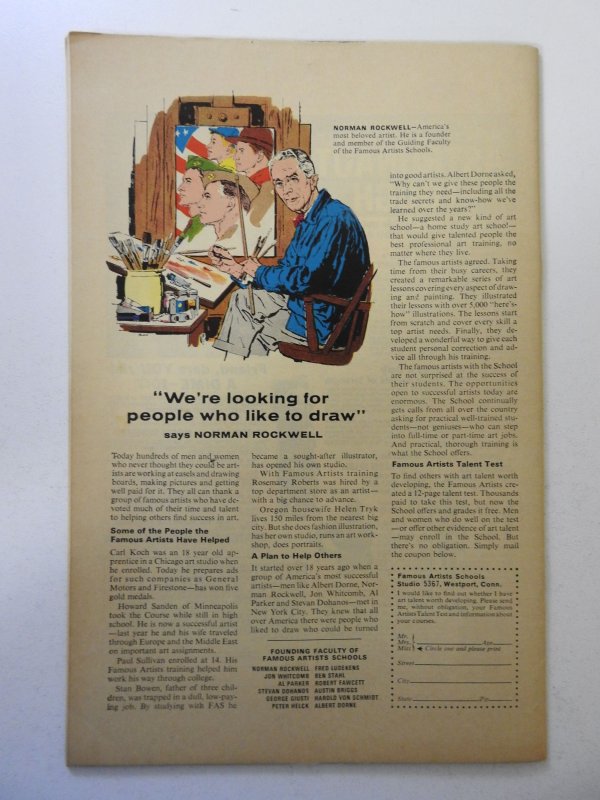 NORMAN ROCKWELL—America's
most beloved artist. He is a founder
and member of the Guiding Faculty
of the Famous Artists Schools.
"We're looking for
people who like to draw"
says NORMAN ROCKWELL
Today hundreds of men and women
who never thought they could be art-
ists are working at easels and drawing
boards, making pictures and getting
well paid for it. They all can thank a
group of famous artists who have de-
voted much of their time and talent
to helping others find success in art.
Some of the People the
Famous Artists Have Helped
Carl Koch was an 18 year old ap-
prentice in a Chicago art studio when
he enrolled. Today he prepares ads
for such companies as General
Motors and Firestone—has won five
gold medals.
Howard Sanden of Minneapolis
took the Course while still in high
school. He is now a successful artist
—last year he and his wife traveled
through Europe and the Middle East
on important art assignments.
Paul Sullivan enrolled at 14. His
Famous Artists training helped him
work his way through college.
Stan Bowen, father of three chil-
dren, was trapped in a dull, low-pay-
ing job. By studying with FAS he
became a sought-after illustrator,
has opened his own studio.
With Famous Artists training
Rosemary Roberts was hired by a
top department store as an artist—
with a big chance to advance.
Oregon housewife Helen Tryk
lives 150 miles from the nearest big
city. But she does fashion illustration,
has her own studio, runs an art work-
shop, does portraits.
A Plan to Help Others
It started over 18 years ago when a
group of America's most successful
artists—men like Albert Dorne, Nor-
man Rockwell, Jon Whitcomb, Al
Parker and Stevan Dohanos—met in
New York City. They knew that all
over America there were people who
liked to draw who could be turned
FOUNDING FACULTY OF
FAMOUS ARTISTS SCHOOLS
NORMAN ROCKWELL FRED LUDEKENS
JON WHITCOMB BEN STAHL
AL PARKER ROBERT FAWCETT
STEVAN DOHANOS AUSTIN BRIGGS
GEORGE GIUSTI HAROLD VON SCHMIDT
PETER HELCK ALBERT DORNE
into good artists. Albert Dorne asked,
"Why can't we give these people the
training they need—including all the
trade secrets and know-how we've
learned over the years?"
He suggested a new kind of art
school—a home study art school—
that would give talented people the
best professional art training, no
matter where they live.
The famous artists agreed. Taking
time from their busy careers, they
created a remarkable series of art
lessons covering every aspect of draw-
ing and painting. They illustrated
their lessons with over 5,000 "here's
how" illustrations. The lessons start
from scratch and cover every skill a
top artist needs. Finally, they de-
veloped a wonderful way to give each
student personal correction and ad-
vice all through his training.
The famous artists with the School
are not surprised at the success of
their students. The opportunities
open to successful artists today are
enormous. The School continually
gets calls from all over the country
asking for practical well-trained stu-
dents—not geniuses—who can step
into full-time or part-time art jobs.
And practical, thorough training is
what the School offers.
Famous Artists Talent Test
To find others with art talent worth
developing, the Famous Artists cre-
ated a 12-page talent test. Thousands
paid to take this test, but now the
School offers and grades it free. Men
and women who do well on the test
—or offer other evidence of art talent
—may enroll in the School. But
there's no obligation. Simply mail
the coupon below.
Famous Artists Schools
Studio 5367, Westport, Conn.
I would like to find out whether I have
art talent worth developing. Please send
me, without obligation, your Famous
Artists Talent Test and information about
your courses.
Mr.
Mrs. Age
Miss Circle one and please print
Street
City
State